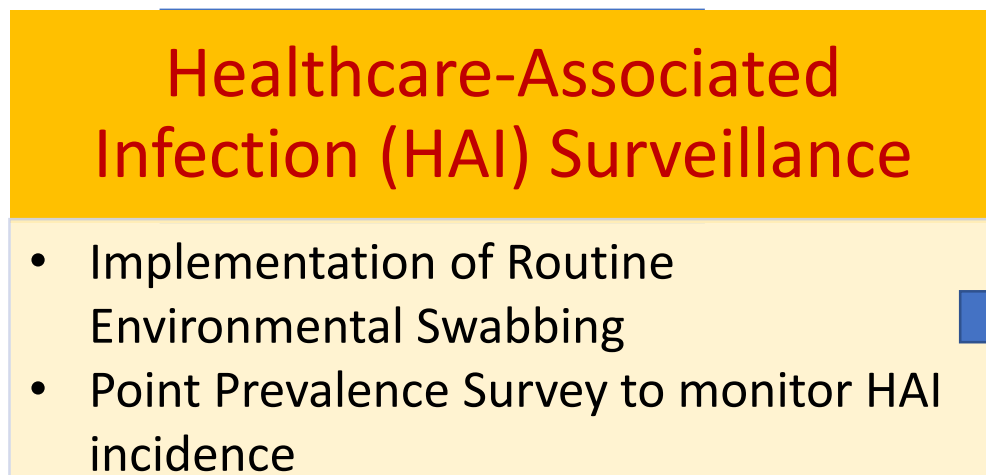 Healthcare-Associated
Infection (HAI) Surveillance
• Implementation of Routine
Environmental Swabbing
• Point Prevalence Survey to monitor HAI
incidence